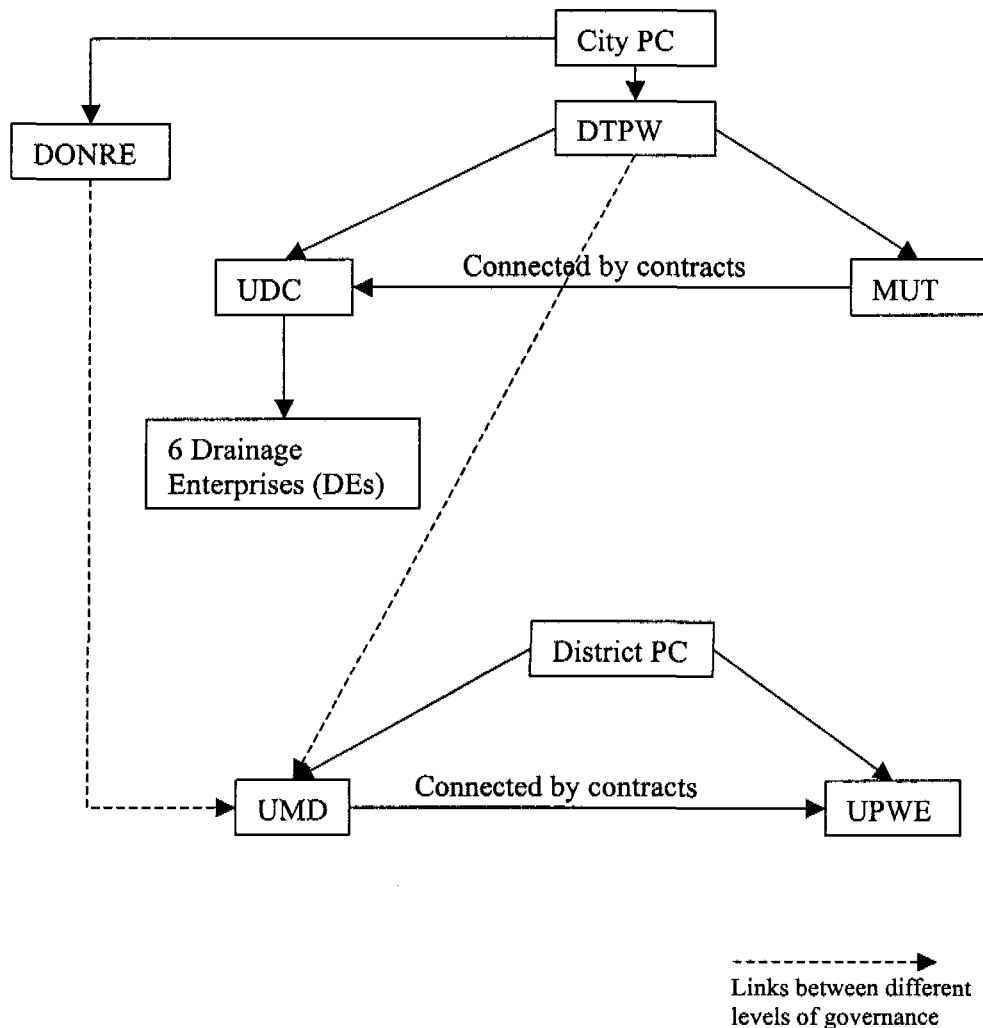 City PC
DTPW
DONRE
Connected by contracts
UDC
MUT
6 Drainage
Enterprises (DEs)
District PC
Connected by contracts
UMD
UPWE
Links between different
levels of governance